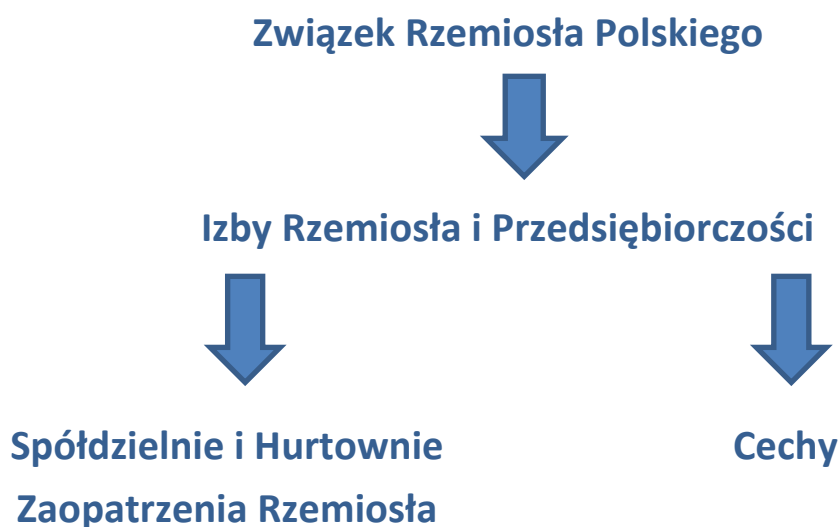 Związek Rzemiosła Polskiego
Izby Rzemiosła i Przedsiębiorczości
Spółdzielnie i Hurtownie
Zaopatrzenia Rzemiosła
Cechy